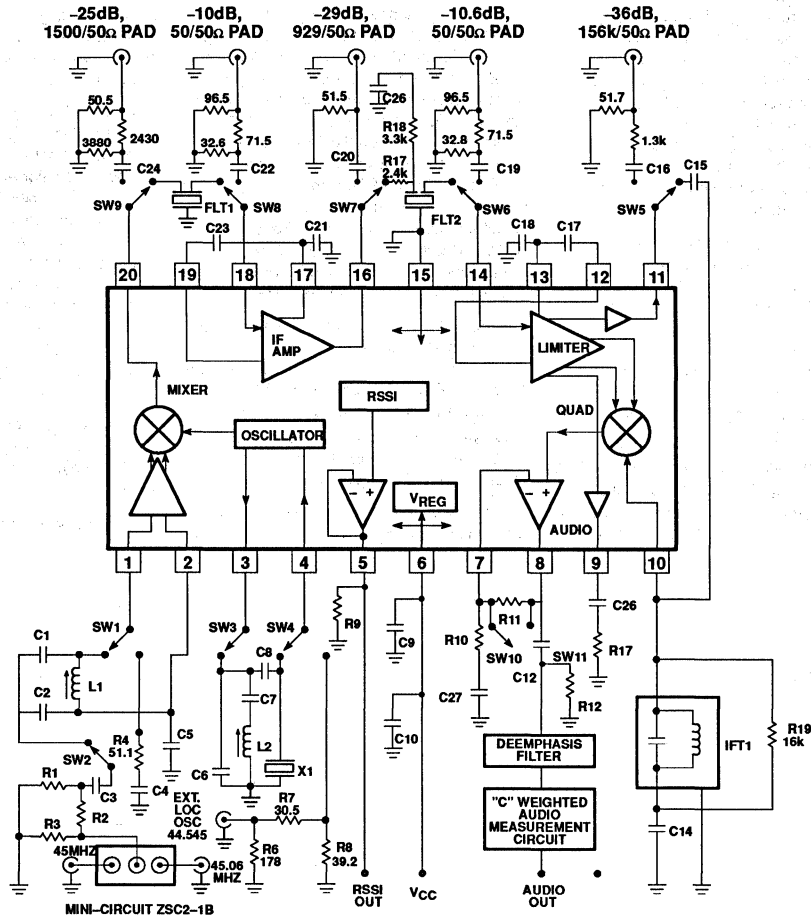 –25dB,
1500/50Ω PAD
–10dB,
50/50Ω PAD
–29dB,
929/50Ω PAD
–10.6dB,
50/50Ω PAD
–36dB,
156k/50Ω PAD
50.5
3880
2430
C24
96.5
32.6
71.5
C22
51.5
C20
C26
R18
3.3k
R17
2.4k
96.5
32.8
71.5
C19
51.7
1.3k
C16
C15
SW9
FLT1
SW8
SW7
FLT2
SW6
SW5
C23
C21
C18
C17
20
19
18
17
16
15
14
13
12
11
IF
AMP
LIMITER
MIXER
RSSI
QUAD
OSCILLATOR
– +
VREG
– +
AUDIO
1
2
3
4
5
6
7
8
9
10
SW1
SW3
SW4
R9
C9
R10
R11
SW10
C26
R17
C1
L1
C2
C8
C7
C12
SW11
R12
C27
SW2
R4
51.1
C5
L2
C6
X1
C10
IFT1
R19
16k
R1
C3
C4
R2
R3
EXT.
LOC
OSC
44.545
R7
30.5
R6
178
R8
39.2
DEEMPHASIS
FILTER
"C" WEIGHTED
AUDIO
MEASUREMENT
CIRCUIT
C14
45MHZ
45.06
MHZ
MINI–CIRCUIT ZSC2–1B
RSSI
OUT
VCC
AUDIO
OUT